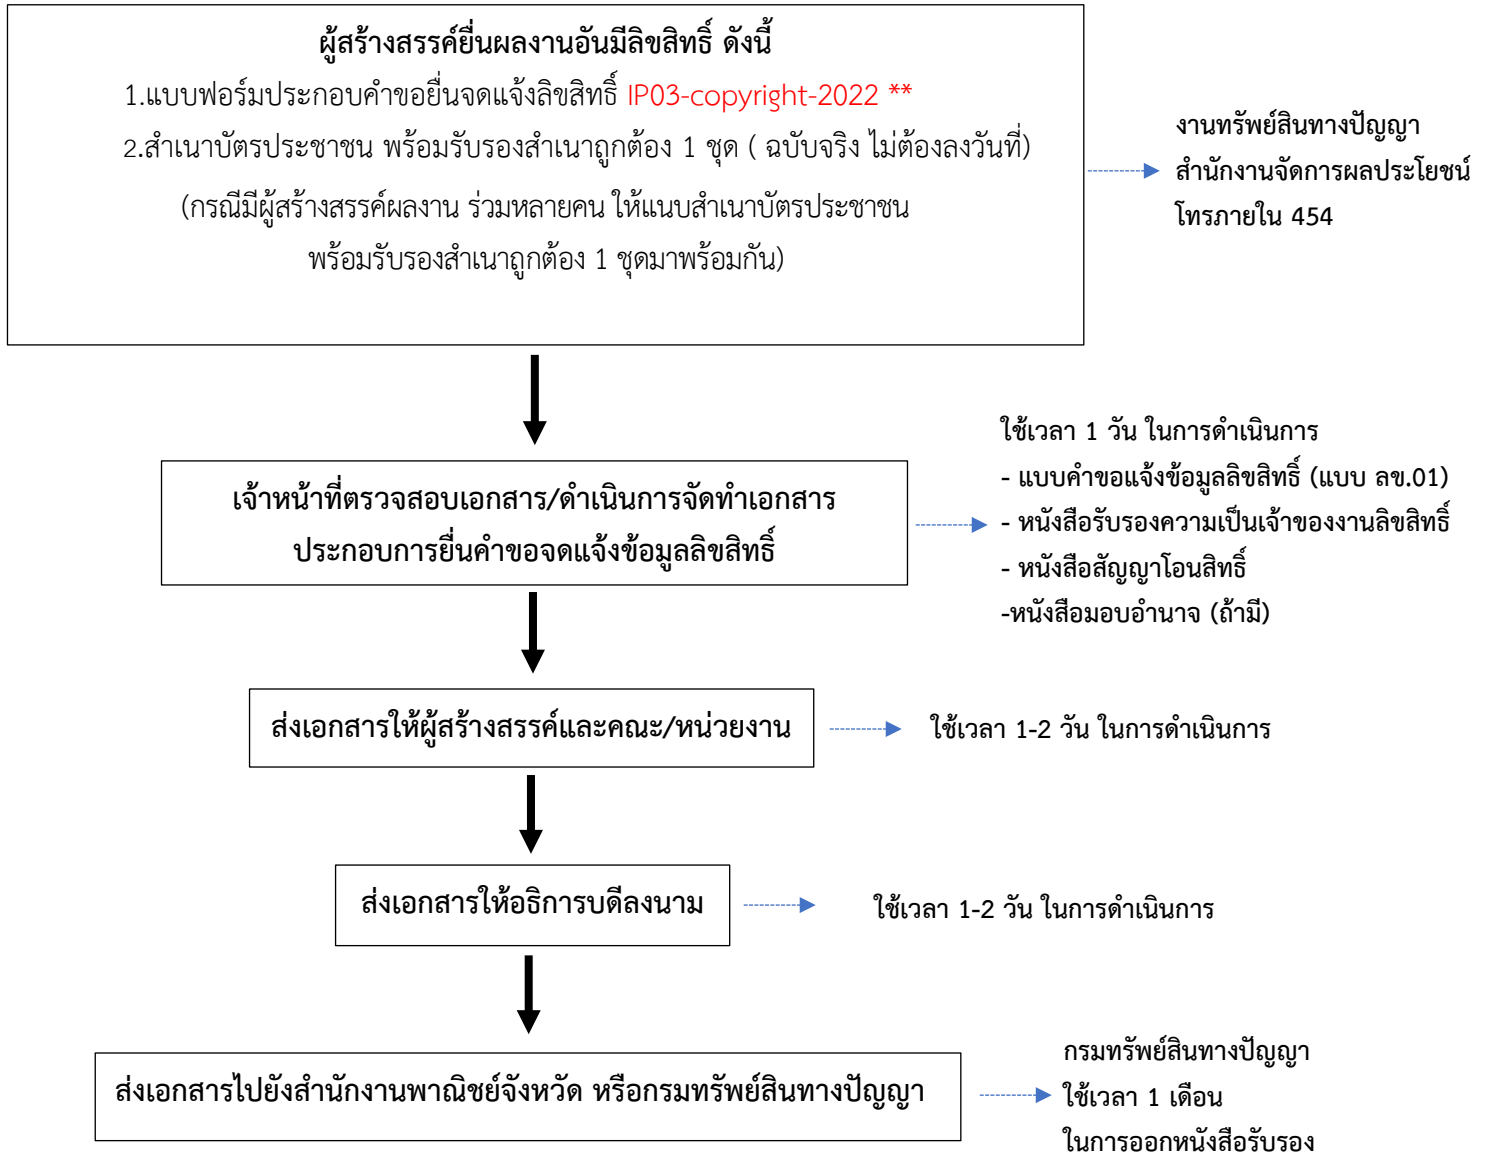 ผู้สร้างสรรค์ยื่นผลงานอันมีลิขสิทธิ์ ดังนี้
1.แบบฟอร์มประกอบคำขอยื่นจดแจ้งลิขสิทธิ์ IP03-copyright-2022 **
2.สำเนาบัตรประชาชน พร้อมรับรองสำเนาถูกต้อง 1 ชุด ( ฉบับจริง ไม่ต้องลงวันที่)
(กรณีมีผู้สร้างสรรค์ผลงาน ร่วมหลายคน ให้แนบสำเนาบัตรประชาชน
พร้อมรับรองสำเนาถูกต้อง 1 ชุดมาพร้อมกัน)
งานทรัพย์สินทางปัญญา
สำนักงานจัดการผลประโยชน์
โทรภายใน 454
เจ้าหน้าที่ตรวจสอบเอกสาร/ดำเนินการจัดทำเอกสาร
ประกอบการยื่นคำขอจดแจ้งข้อมูลลิขสิทธิ์
ใช้เวลา 1 วัน ในการดำเนินการ
- แบบคำขอแจ้งข้อมูลลิขสิทธิ์ (แบบ ลข.01)
- หนังสือรับรองความเป็นเจ้าของงานลิขสิทธิ์
- หนังสือสัญญาโอนสิทธิ์
-หนังสือมอบอำนาจ (ถ้ามี)
ส่งเอกสารให้ผู้สร้างสรรค์และคณะ/หน่วยงาน
ใช้เวลา 1-2 วัน ในการดำเนินการ
ส่งเอกสารให้อธิการบดีลงนาม
ใช้เวลา 1-2 วัน ในการดำเนินการ
ส่งเอกสารไปยังสำนักงานพาณิชย์จังหวัด หรือกรมทรัพย์สินทางปัญญา
กรมทรัพย์สินทางปัญญา
ใช้เวลา 1 เดือน
ในการออกหนังสือรับรอง